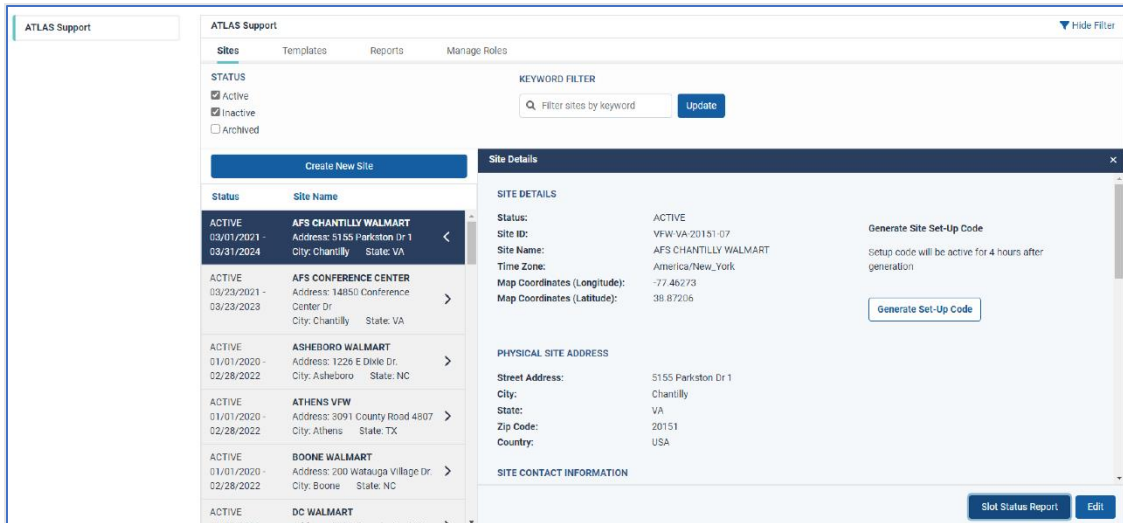 ATLAS Support
ATLAS Support
Hide Filter
Sites Templates Reports Manage Roles
STATUS
Active
Inactive
Archived
KEYWORD FILTER
Filter sites by keyword Update
Create New Site
Status Site Name
ACTIVE AFS CHANTILLY WALMART
03/01/2021 - Address: 5155 Parkston Dr 1
03/31/2024 City: Chantilly State: VA
ACTIVE AFS CONFERENCE CENTER
03/23/2021 - Address: 14850 Conference
03/23/2023 Center Dr
City: Chantilly State: VA
ACTIVE ASHEBORO WALMART
01/01/2020 - Address: 1226 E Dixie Dr.
02/28/2022 City: Asheboro State: NC
ACTIVE ATHENS VFW
01/01/2020 - Address: 3091 County Road 4807
02/28/2022 City: Athens State: TX
ACTIVE BOONE WALMART
01/01/2020 - Address: 200 Watauga Village Dr.
02/28/2022 City: Boone State: NC
ACTIVE DC WALMART
Site Details
SITE DETAILS
Status: ACTIVE
Site ID: VFW-VA-20151-07
Site Name: AFS CHANTILLY WALMART
Time Zone: America/New_York
Map Coordinates (Longitude): -77.46273
Map Coordinates (Latitude): 38.87206
Generate Site Set-Up Code
Setup code will be active for 4 hours after
generation
Generate Set-Up Code
PHYSICAL SITE ADDRESS
Street Address: 5155 Parkston Dr 1
City: Chantilly
State: VA
Zip Code: 20151
Country: USA
SITE CONTACT INFORMATION
Slot Status Report Edit